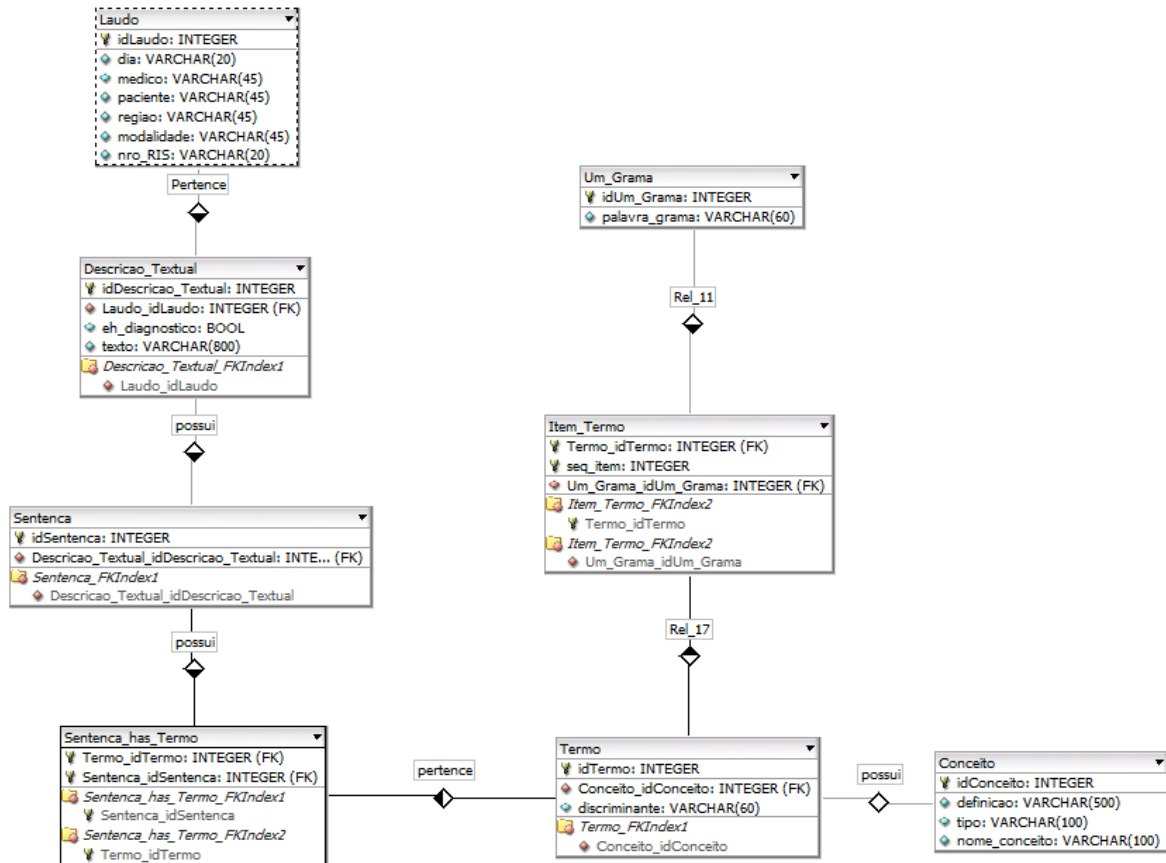 Laudo
idLaudo: INTEGER
dia: VARCHAR(20)
medico: VARCHAR(45)
paciente: VARCHAR(45)
regiao: VARCHAR(45)
modalidade: VARCHAR(45)
nro_RIS: VARCHAR(20)
Pertence
Descricao_Textual
idDescricao_Textual: INTEGER
Laudo_idLaudo: INTEGER (FK)
eh_diagnostico: BOOL
texto: VARCHAR(800)
Descricao_Textual_FKIndex1
Laudo_idLaudo
possui
Sentenca
idSentenca: INTEGER
Descricao_Textual_idDescricao_Textual: INTE... (FK)
Sentenca_FKIndex1
Descricao_Textual_idDescricao_Textual
possui
Sentenca_has_Termo
Termo_idTermo: INTEGER (FK)
Sentenca_idSentenca: INTEGER (FK)
Sentenca_has_Termo_FKIndex1
Sentenca_idSentenca
Sentenca_has_Termo_FKIndex2
Termo_idTermo
pertence
Um_Grama
idUm_Grama: INTEGER
palavra_grama: VARCHAR(60)
Rel_11
Item_Termo
Termo_idTermo: INTEGER (FK)
seq_item: INTEGER
Um_Grama_idUm_Grama: INTEGER (FK)
Item_Termo_FKIndex2
Termo_idTermo
Item_Termo_FKIndex2
Um_Grama_idUm_Grama
Rel_17
Termo
idTermo: INTEGER
Conceito_idConceito: INTEGER (FK)
discriminante: VARCHAR(60)
Termo_FKIndex1
Conceito_idConceito
possui
Conceito
idConceito: INTEGER
definicao: VARCHAR(500)
tipo: VARCHAR(100)
nome_conceito: VARCHAR(100)